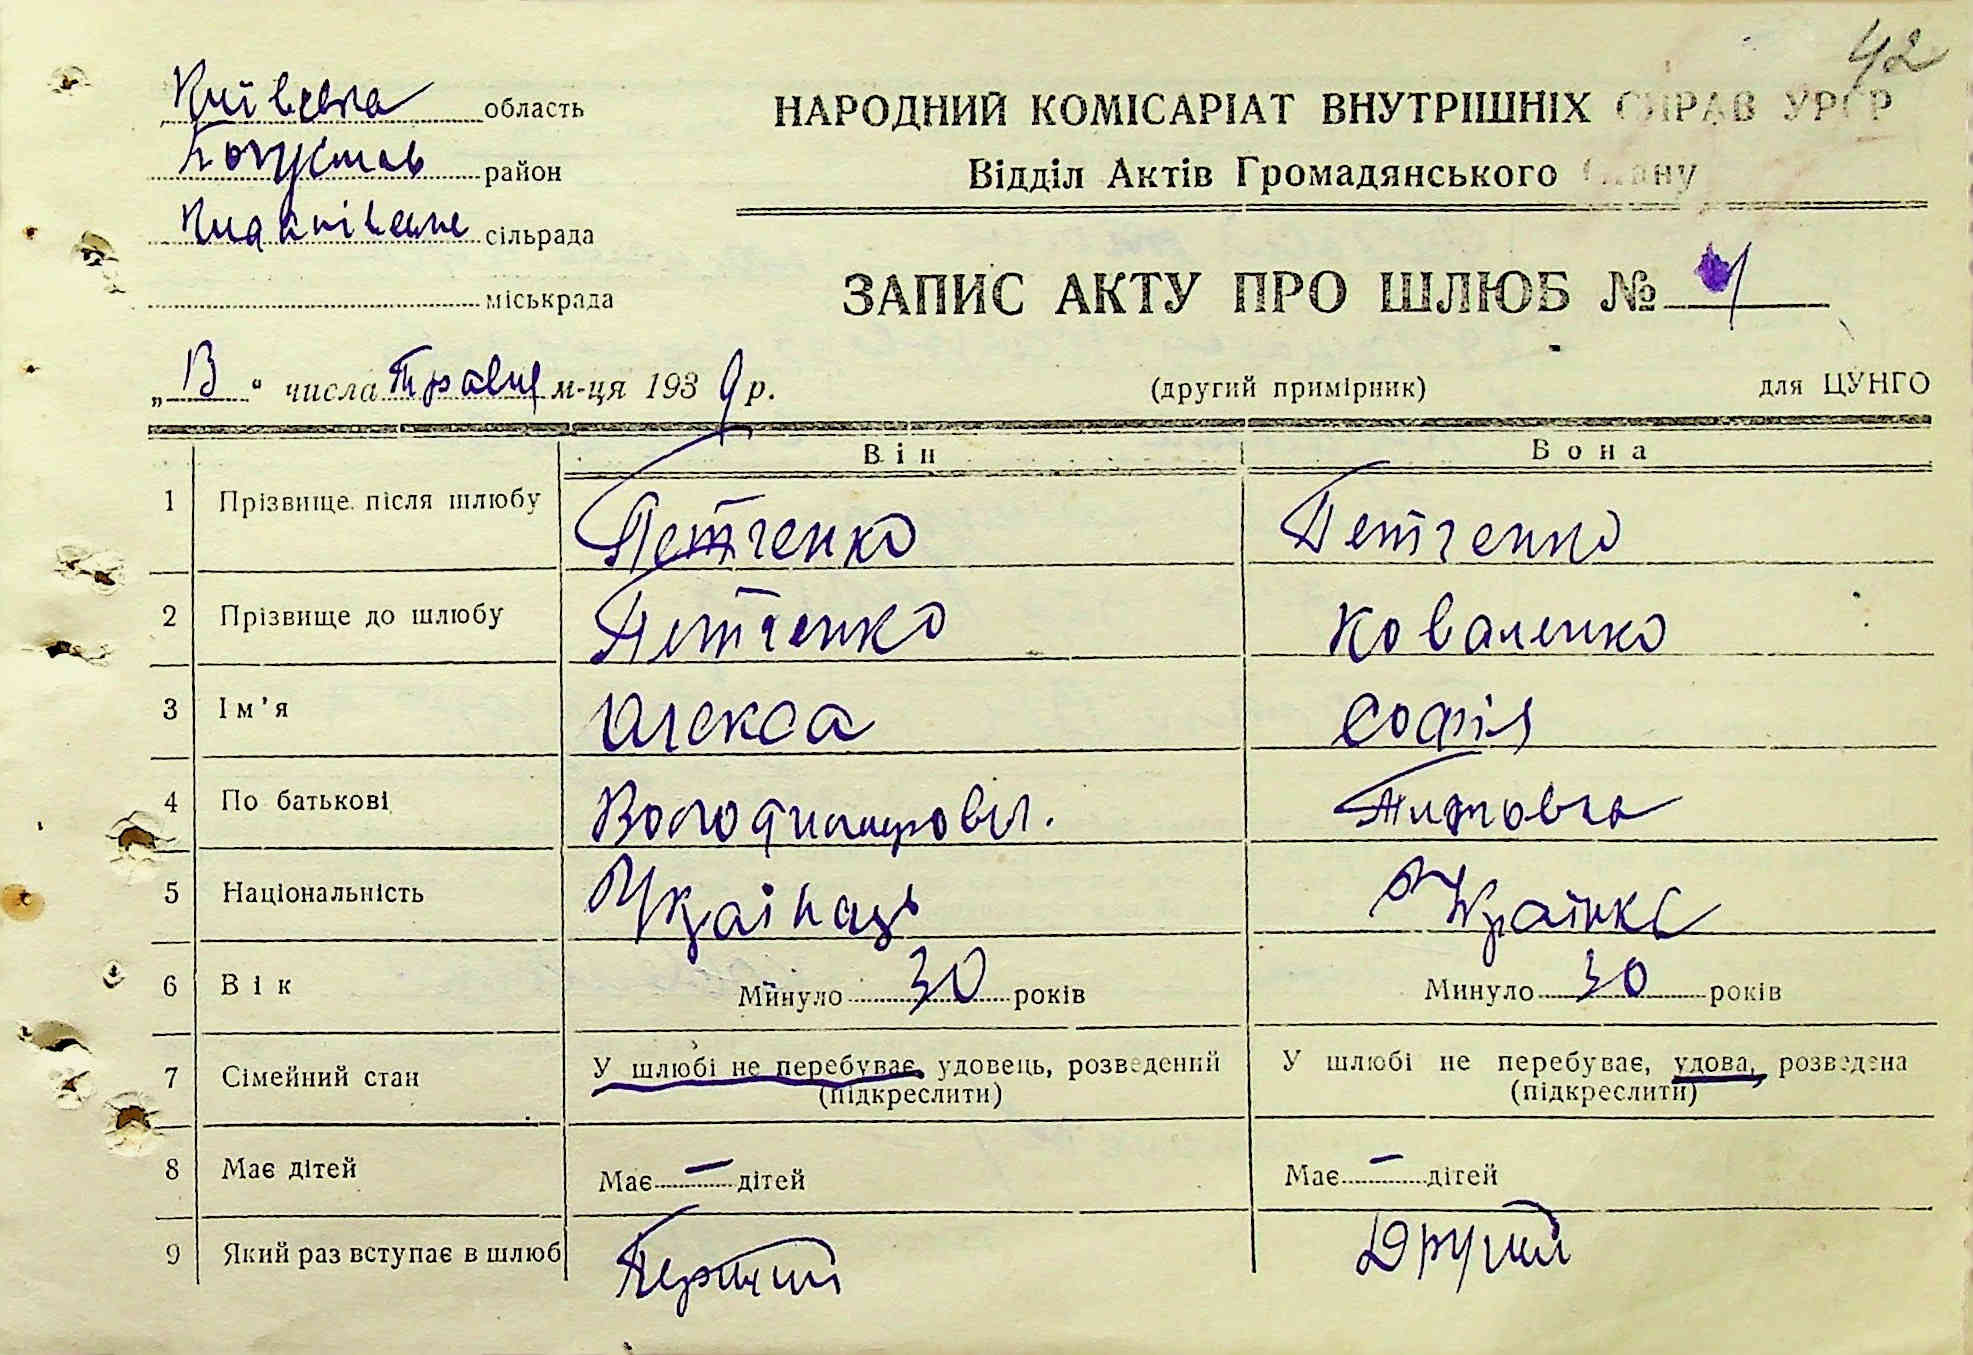 42
Київська область
Богуслав район
сільрада
міськрада
НАРОДНИЙ КОМІСАРІАТ ВНУТРІШНІХ СПРАВ УРСР
Відділ Актів Громадянського Стану
ЗАПИС АКТУ ПРО ШЛЮБ №
„13“ числа Травня м-ця 1939 р. (другий примірник) для ЦУНГО
Він Вона
1 Прізвище після шлюбу Петченко Петченко
2 Прізвище до шлюбу Петченко Коваленко
3 Ім'я Олекса Софія
4 По батькові Володимирович. Титовна
5 Національність Українець Українка
6 Вік Минуло 30 років Минуло 30 років
7 Сімейний стан У шлюбі не перебуває, удовець, розведений У шлюбі не перебуває, удова, розведена
(підкреслити) (підкреслити)
8 Має дітей Має — дітей Має — дітей
9 Який раз вступає в шлюб Перший Другий